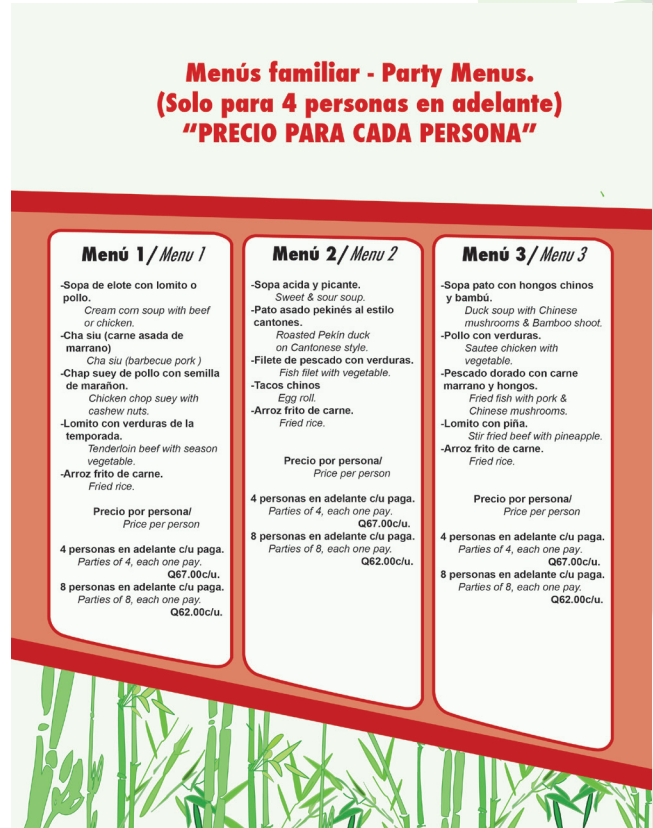 Menús familiar - Party Menus.
(Solo para 4 personas en adelante)
“PRECIO PARA CADA PERSONA”
Menú 1/ Menu 1
-Sopa de elote con lomito o
pollo.
Cream corn soup with beef
or chicken.
-Cha siu (carne asada de
marrano)
Cha siu (barbecue pork )
-Chap suey de pollo con semilla
de marañon.
Chicken chop suey with
cashew nuts.
-Lomito con verduras de la
temporada.
Tenderloin beef with season
vegetable.
-Arroz frito de carne.
Fried rice.
Precio por persona/
Price per person
4 personas en adelante c/u paga.
Parties of 4, each one pay.
Q67.00c/u.
8 personas en adelante c/u paga.
Parties of 8, each one pay.
Q62.00c/u.
Menú 2/ Menu 2
-Sopa acida y picante.
Sweet & sour soup.
-Pato asado pekinés al estilo
cantones.
Roasted Pekín duck
on Cantonese style.
-Filete de pescado con verduras.
Fish filet with vegetable.
-Tacos chinos
Egg roll.
-Arroz frito de carne.
Fried rice.
Precio por persona/
Price per person
4 personas en adelante c/u paga.
Parties of 4, each one pay.
Q67.00c/u.
8 personas en adelante c/u paga.
Parties of 8, each one pay.
Q62.00c/u.
Menú 3/ Menu 3
-Sopa pato con hongos chinos
y bambú.
Duck soup with Chinese
mushrooms & Bamboo shoot.
-Pollo con verduras.
Sautee chicken with
vegetable.
-Pescado dorado con carne
marrano y hongos.
Fried fish with pork &
Chinese mushrooms.
-Lomito con piña.
Stir fried beef with pineapple.
-Arroz frito de carne.
Fried rice.
Precio por persona/
Price per person
4 personas en adelante c/u paga.
Parties of 4, each one pay.
Q67.00c/u.
8 personas en adelante c/u paga.
Parties of 8, each one pay.
Q62.00c/u.